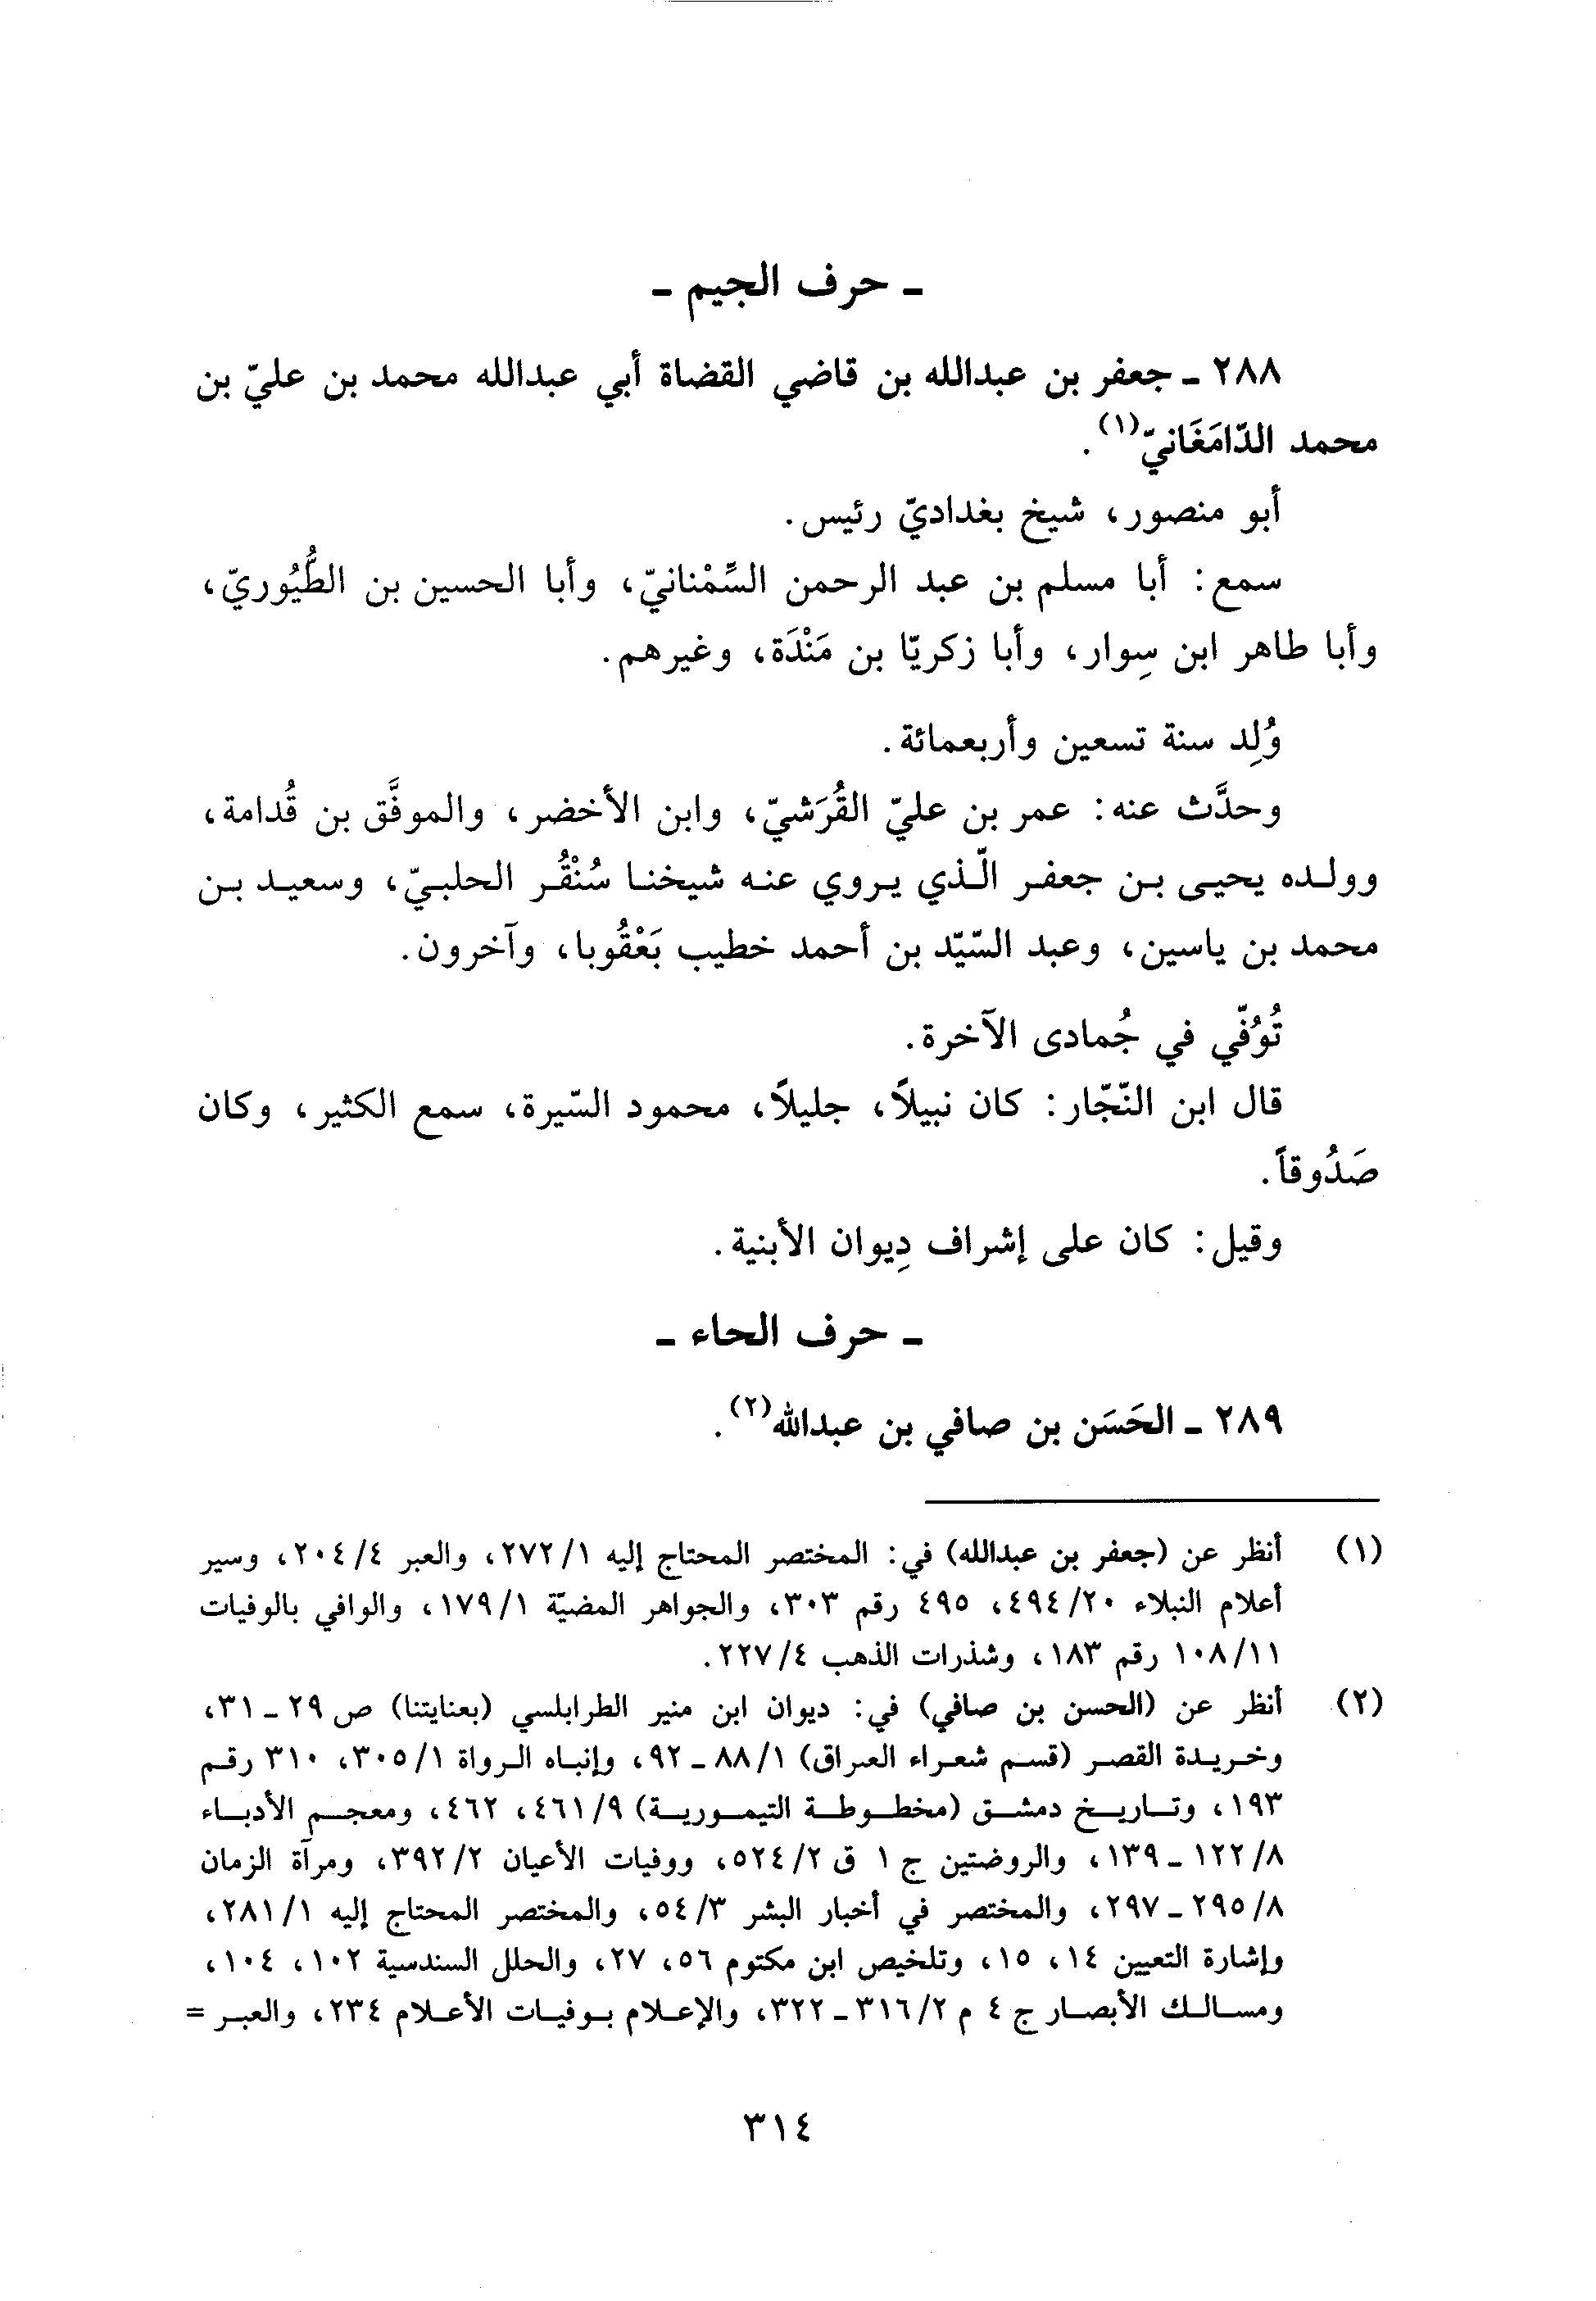 ـ حرف الجيم ـ
٢٨٨ ـ جعفر بن عبدالله بن قاضي القضاة أبي عبدالله محمد بن عليّ بن
محمد الدّامَغَانيّ(١).
أبو منصور، شيخ بغداديّ رئيس.
سمع: أبا مسلم بن عبد الرحمن السِّمْنانيّ، وأبا الحسين بن الطُّيُوريّ،
وأبا طاهر ابن سِوار، وأبا زكريّا بن مَنْدَة، وغيرهم.
وُلِد سنة تسعين وأربعمائة.
وحدَّث عنه: عمر بن عليّ القُرَشيّ، وابن الأخضر، والموفَّق بن قُدامة،
وولده يحيى بن جعفر الّذي يروي عنه شيخنا سُنْقُر الحلبيّ، وسعيد بن
محمد بن ياسين، وعبد السّيّد بن أحمد خطيب بَعْقُوبا، وآخرون.
تُوُفّي في جُمادى الآخرة.
قال ابن النّجّار: كان نبيلاً، جليلاً، محمود السّيرة، سمع الكثير، وكان
صَدُوقاً.
وقيل: كان على إشراف دِيوان الأبنية.
ـ حرف الحاء ـ
٢٨٩ ـ الحَسَن بن صافي بن عبدالله(٢).
(١) أنظر عن (جعفر بن عبدالله) في: المختصر المحتاج إليه ١/٢٧٢، والعبر ٤/٢٠٤، وسير
أعلام النبلاء ٢٠/٤٩٤، ٤٩٥ رقم ٣٠٣، والجواهر المضيّة ١/١٧٩، والوافي بالوفيات
١١/١٠٨ رقم ١٨٣، وشذرات الذهب ٤/٢٢٧.
(٢) أنظر عن (الحسن بن صافي) في: ديوان ابن منير الطرابلسي (بعنايتنا) ص ٢٩ ـ ٣١،
وخريدة القصر (قسم شعراء العراق) ١/٨٨ ـ ٩٢، وإنباه الرواة ١/٣٠٥، ٣١٠ رقم
١٩٣، وتاريخ دمشق (مخطوطة التيمورية) ٩/٤٦١، ٤٦٢، ومعجم الأدباء
٨/١٢٢ ـ ١٣٩، والروضتين ج ١ ق ٢/٥٢٤، ووفيات الأعيان ٢/٣٩٢، ومرآة الزمان
٨/٢٩٥ ـ ٢٩٧، والمختصر في أخبار البشر ٣/٥٤، والمختصر المحتاج إليه ١/٢٨١،
وإشارة التعيين ١٤، ١٥، وتلخيص ابن مكتوم ٥٦، ٢٧، والحلل السندسية ١٠٢، ١٠٤،
ومسالك الأبصار ج ٤ م ٢/٣١٦ ـ ٣٢٢، والإعلام بوفيات الأعلام ٢٣٤، والعبر =
٣١٤